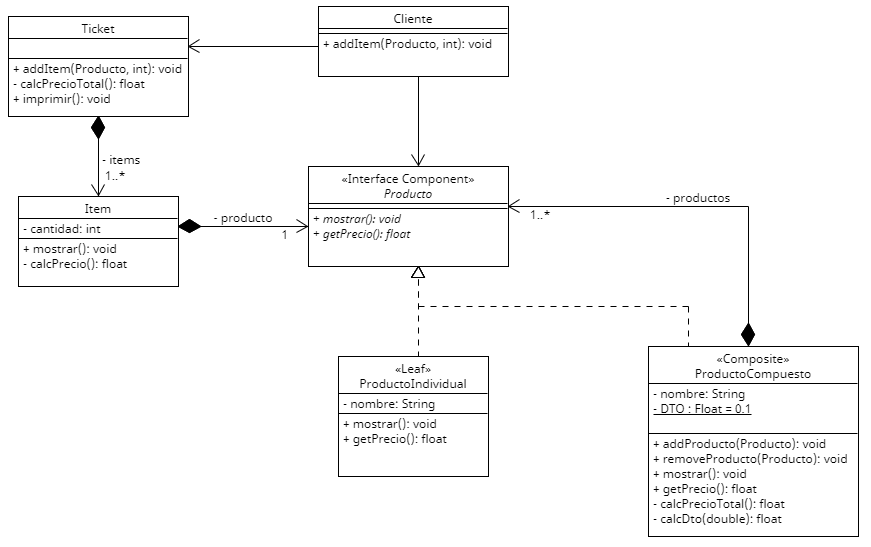 Ticket
+ addItem(Producto, int): void
- calcPrecioTotal(): float
+ imprimir(): void
Cliente
+ addItem(Producto, int): void
- items
1..*
Item
- cantidad: int
+ mostrar(): void
- calcPrecio(): float
- producto
1
«Interface Component»
Producto
+ mostrar(): void
+ getPrecio(): float
- productos
1..*
«Leaf»
ProductoIndividual
- nombre: String
+ mostrar(): void
+ getPrecio(): float
«Composite»
ProductoCompuesto
- nombre: String
- DTO : Float = 0.1
+ addProducto(Producto): void
+ removeProducto(Producto): void
+ mostrar(): void
+ getPrecio(): float
- calcPrecioTotal(): float
- calcDto(double): float